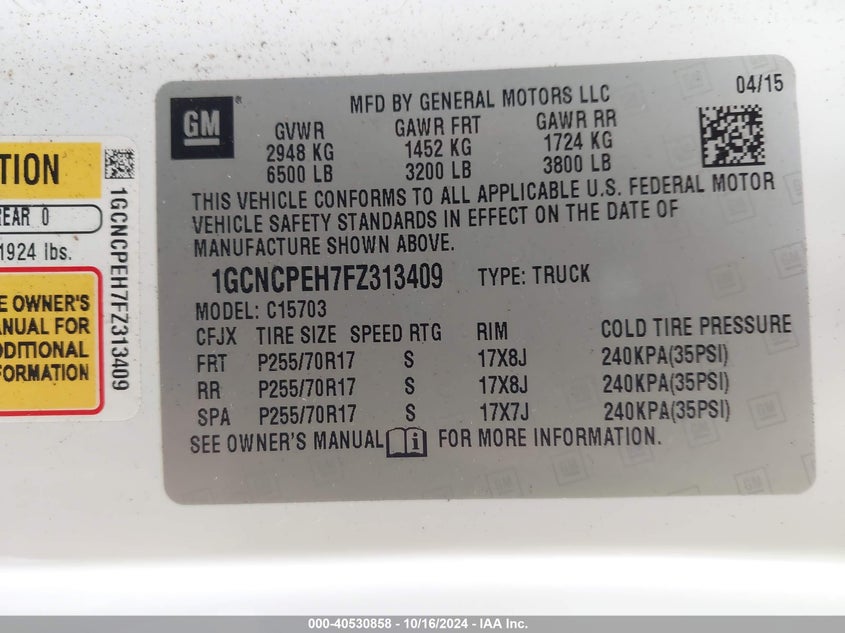 GM
®
MFD BY GENERAL MOTORS LLC
04/15
GVWR GAWR FRT GAWR RR
2948 KG 1452 KG 1724 KG
6500 LB 3200 LB 3800 LB
THIS VEHICLE CONFORMS TO ALL APPLICABLE U.S. FEDERAL MOTOR
VEHICLE SAFETY STANDARDS IN EFFECT ON THE DATE OF
MANUFACTURE SHOWN ABOVE.
1GCNCPEH7FZ313409 TYPE: TRUCK
MODEL: C15703
CFJX TIRE SIZE SPEED RTG RIM COLD TIRE PRESSURE
FRT P255/70R17 S 17X8J 240KPA(35PSI)
RR P255/70R17 S 17X8J 240KPA(35PSI)
SPA P255/70R17 S 17X7J 240KPA(35PSI)
SEE OWNER'S MANUAL FOR MORE INFORMATION.
TION
REAR 0
1924 lbs.
E OWNER'S
ANUAL FOR
DDITIONAL
FORMATION
1GCNCPEH7FZ313409
000-40530858 - 10/16/2024 - IAA Inc.